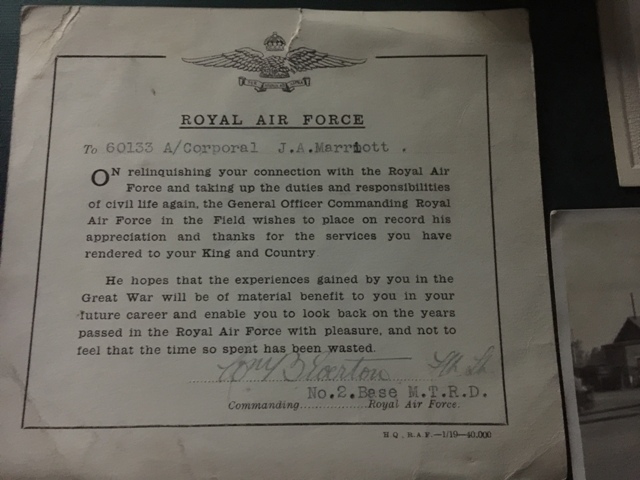 ROYAL AIR FORCE
To 60133 A/Corporal J.A.Marriott .
ON relinquishing your connection with the Royal Air
Force and taking up the duties and responsibilities
of civil life again, the General Officer Commanding Royal
Air Force in the Field wishes to place on record his
appreciation and thanks for the services you have
rendered to your King and Country
He hopes that the experiences gained by you in the
Great War will be of material benefit to you in your
future career and enable you to look back on the years
passed in the Royal Air Force with pleasure, and not to
feel that the time so spent has been wasted.
No.2.Base M.T.R.D.
Commanding...............Royal Air Force.
H.Q., R.A.F.—1/19—40,000